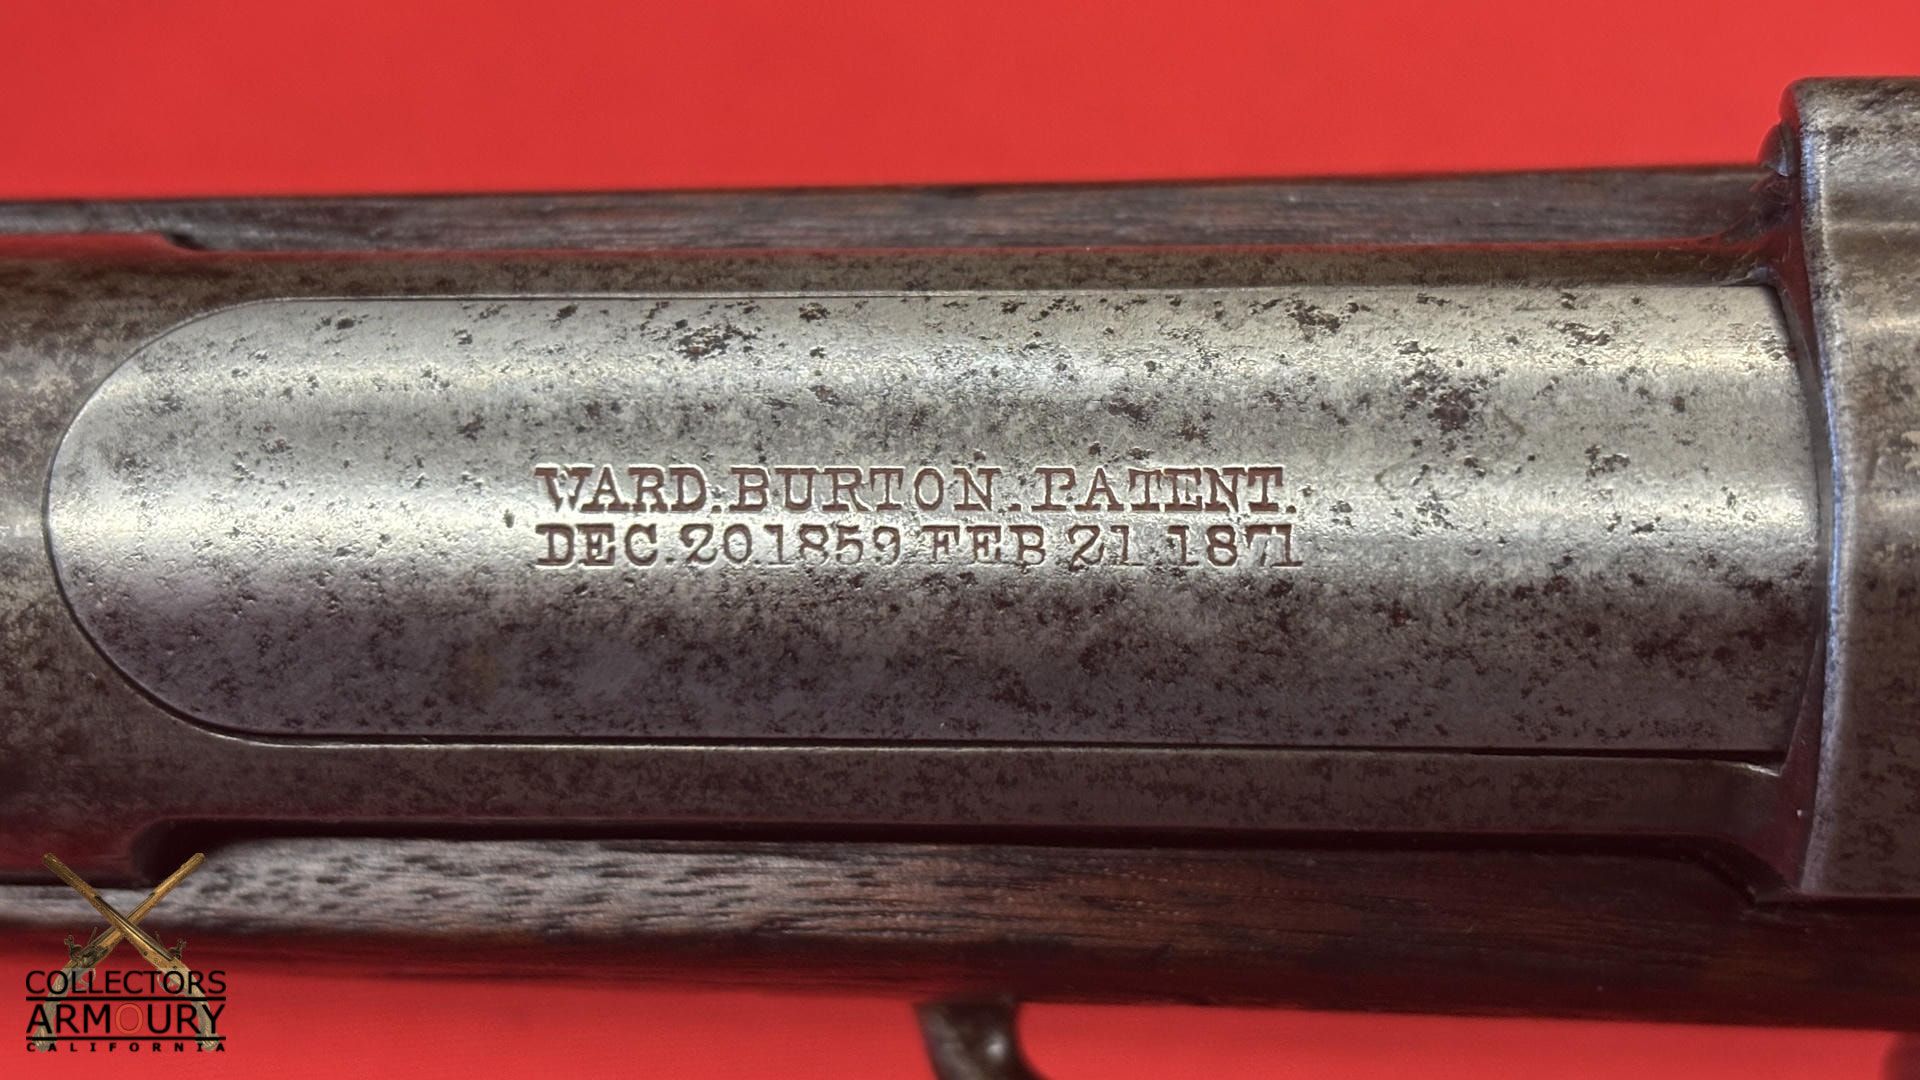 WARD.BURTON.PATENT.
DEC.20.1859 FEB 21.1871
COLLECTORS
ARMOURY
CALIFORNIA